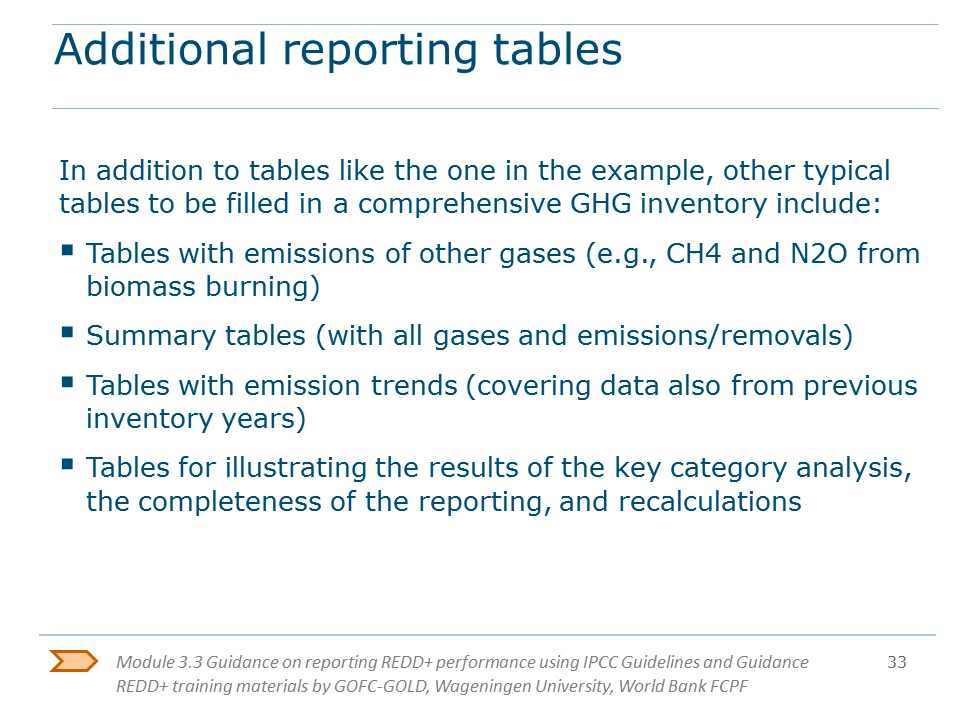 Additional reporting tables
In addition to tables like the one in the example, other typical
tables to be filled in a comprehensive GHG inventory include:
▪ Tables with emissions of other gases (e.g., CH4 and N2O from
biomass burning)
▪ Summary tables (with all gases and emissions/removals)
▪ Tables with emission trends (covering data also from previous
inventory years)
▪ Tables for illustrating the results of the key category analysis,
the completeness of the reporting, and recalculations
Module 3.3 Guidance on reporting REDD+ performance using IPCC Guidelines and Guidance
REDD+ training materials by GOFC-GOLD, Wageningen University, World Bank FCPF
33